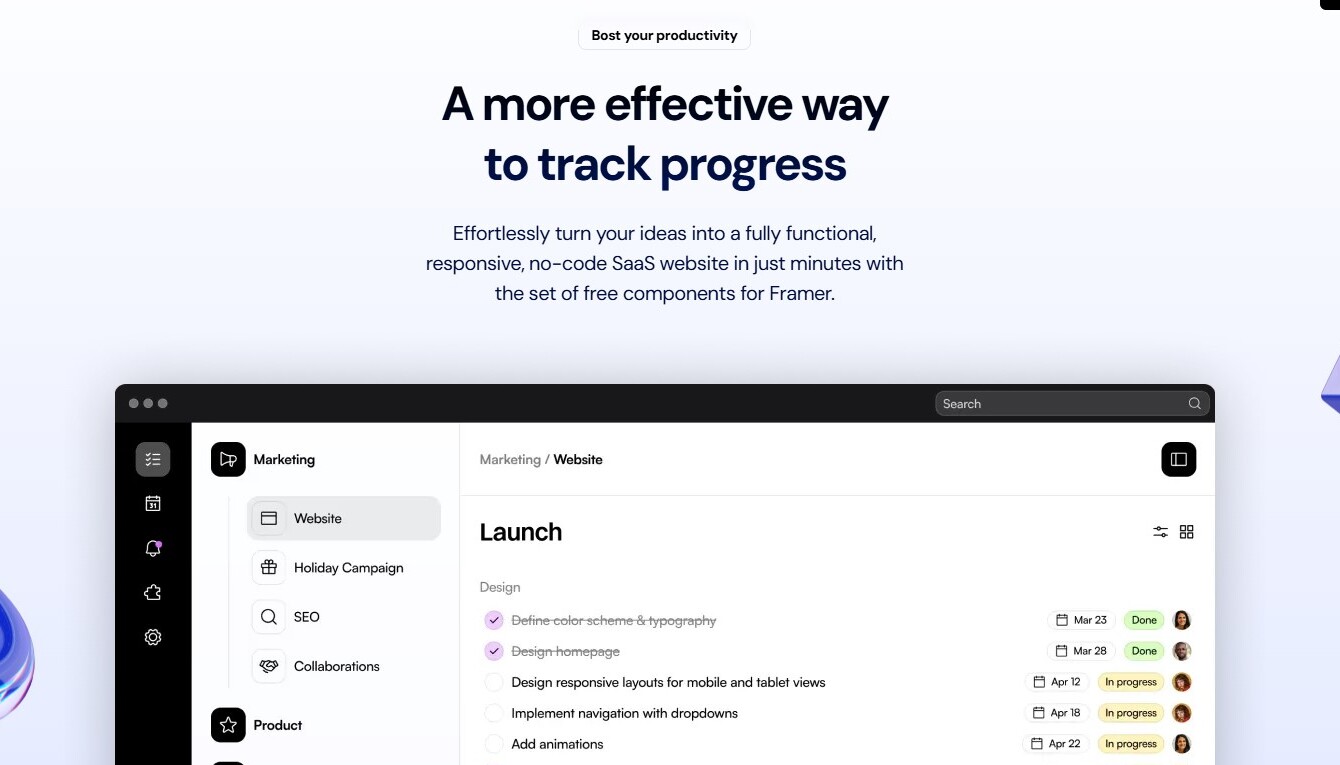 Bost your productivity
A more effective way
to track progress
Effortlessly turn your ideas into a fully functional,
responsive, no-code SaaS website in just minutes with
the set of free components for Framer.
Search
31
Marketing
Website
Holiday Campaign
SEO
Collaborations
Product
Marketing / Website
Launch
Design
Define color scheme & typography Mar 23 Done
Design homepage Mar 28 Done
Design responsive layouts for mobile and tablet views Apr 12 In progress
Implement navigation with dropdowns Apr 18 In progress
Add animations Apr 22 In progress